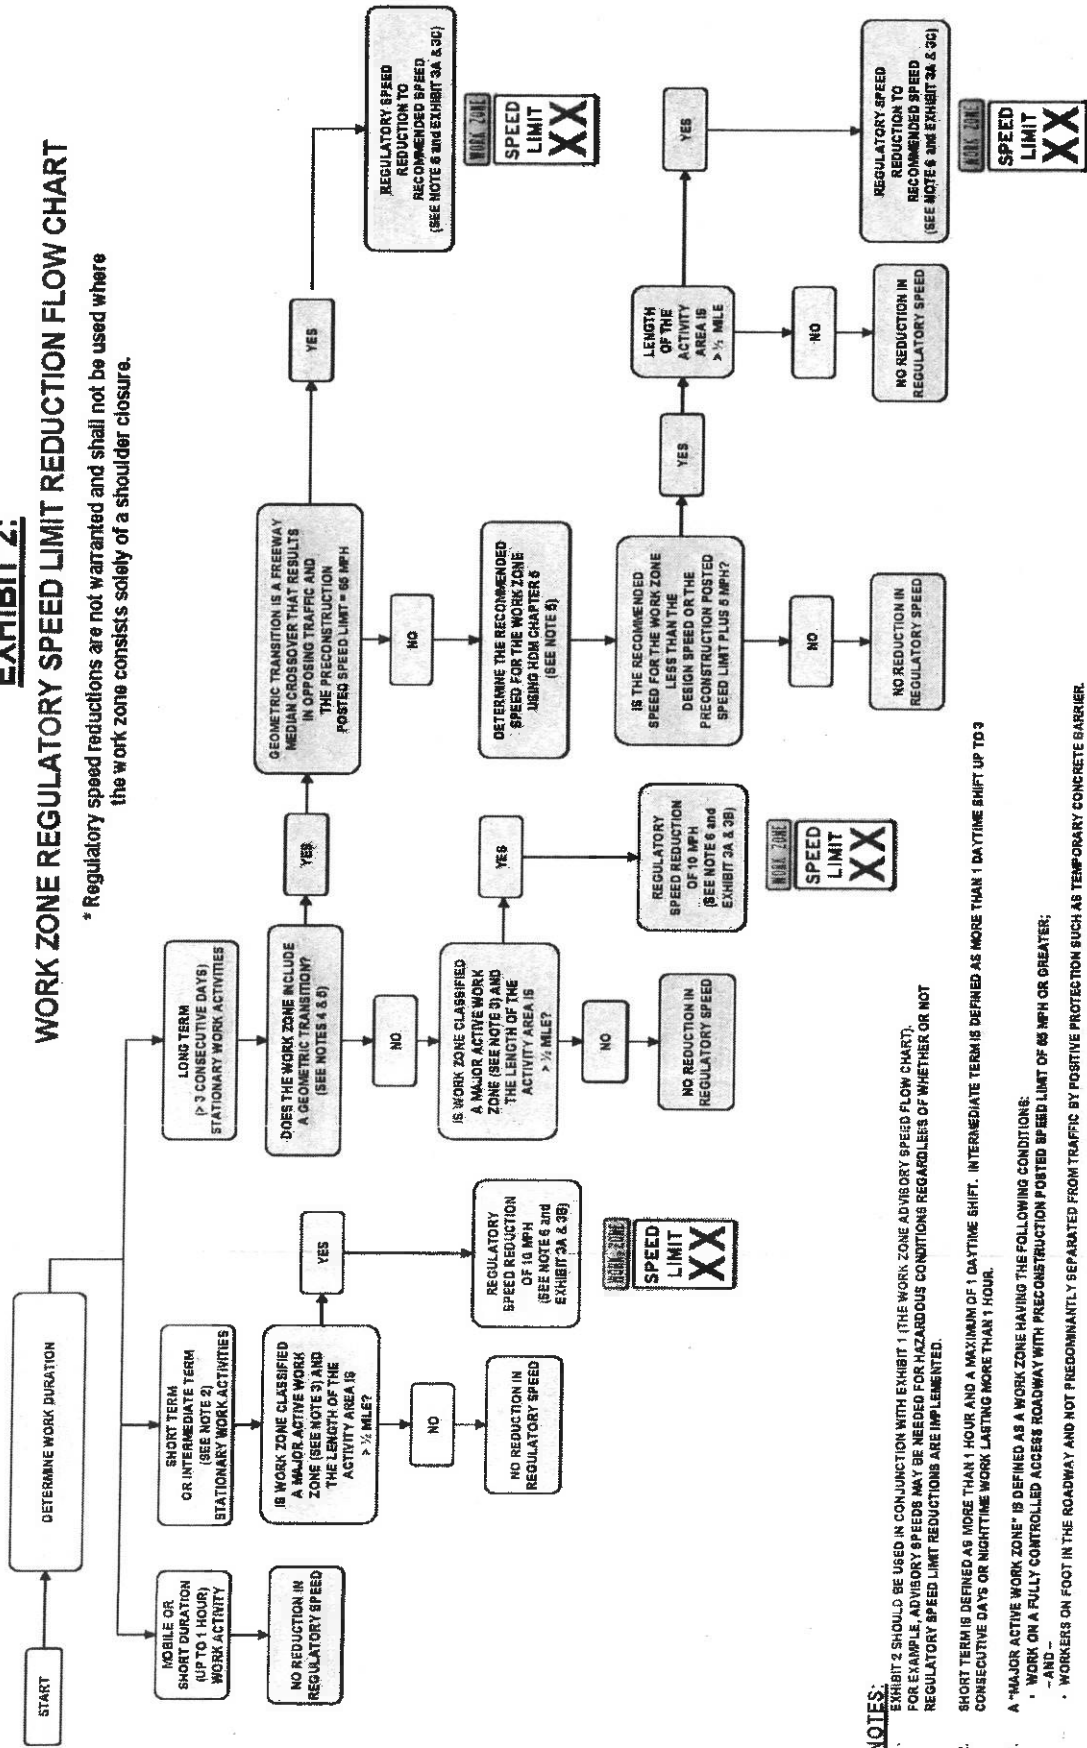 EXHIBIT 2:
WORK ZONE REGULATORY SPEED LIMIT REDUCTION FLOW CHART
* Regulatory speed reductions are not warranted and shall not be used where
the work zone consists solely of a shoulder closure.
START
DETERMINE WORK DURATION
MOBILE OR
SHORT DURATION
(UP TO 1 HOUR)
WORK ACTIVITY
NO REDUCTION IN
REGULATORY SPEED
SHORT TERM
OR INTERMEDIATE TERM
(SEE NOTE 2)
STATIONARY WORK ACTIVITIES
IS WORK ZONE CLASSIFIED
A MAJOR ACTIVE WORK
ZONE (SEE NOTE 3) AND
THE LENGTH OF THE
ACTIVITY AREA IS
> ½ MILE?
YES
NO
NO REDUCTION IN
REGULATORY SPEED
REGULATORY
SPEED REDUCTION
OF 10 MPH
(SEE NOTE 6 and
EXHIBIT 3A & 3B)
WORK ZONE
SPEED
LIMIT
XX
LONG TERM
(> 3 CONSECUTIVE DAYS)
STATIONARY WORK ACTIVITIES
DOES THE WORK ZONE INCLUDE
A GEOMETRIC TRANSITION?
(SEE NOTES 4 & 5)
YES
NO
IS WORK ZONE CLASSIFIED
A MAJOR ACTIVE WORK
ZONE (SEE NOTE 3) AND
THE LENGTH OF THE
ACTIVITY AREA IS
> ½ MILE?
YES
NO
NO REDUCTION IN
REGULATORY SPEED
REGULATORY
SPEED REDUCTION
OF 10 MPH
(SEE NOTE 6 and
EXHIBIT 3A & 3B)
WORK ZONE
SPEED
LIMIT
XX
GEOMETRIC TRANSITION IS A FREEWAY
MEDIAN CROSSOVER THAT RESULTS
IN OPPOSING TRAFFIC AND
THE PRECONSTRUCTION
POSTED SPEED LIMIT = 65 MPH
YES
NO
REGULATORY SPEED
REDUCTION TO
RECOMMENDED SPEED
(SEE NOTE 6 and EXHIBIT 3A & 3C)
WORK ZONE
SPEED
LIMIT
XX
DETERMINE THE RECOMMENDED
SPEED FOR THE WORK ZONE
USING HDM CHAPTER 5
(SEE NOTE 5)
IS THE RECOMMENDED
SPEED FOR THE WORK ZONE
LESS THAN THE
DESIGN SPEED OR THE
PRECONSTRUCTION POSTED
SPEED LIMIT PLUS 5 MPH?
YES
NO
NO REDUCTION IN
REGULATORY SPEED
LENGTH
OF THE
ACTIVITY
AREA IS
> ½ MILE
YES
NO
NO REDUCTION IN
REGULATORY SPEED
REGULATORY SPEED
REDUCTION TO
RECOMMENDED SPEED
(SEE NOTE 6 and EXHIBIT 3A & 3C)
WORK ZONE
SPEED
LIMIT
XX
NOTES:
EXHIBIT 2 SHOULD BE USED IN CONJUNCTION WITH EXHIBIT 1 (THE WORK ZONE ADVISORY SPEED FLOW CHART).
FOR EXAMPLE, ADVISORY SPEEDS MAY BE NEEDED FOR HAZARDOUS CONDITIONS REGARDLESS OF WHETHER OR NOT
REGULATORY SPEED LIMIT REDUCTIONS ARE IMPLEMENTED.
SHORT TERM IS DEFINED AS MORE THAN 1 HOUR AND A MAXIMUM OF 1 DAYTIME SHIFT. INTERMEDIATE TERM IS DEFINED AS MORE THAN 1 DAYTIME SHIFT UP TO 3
CONSECUTIVE DAYS OR NIGHTTIME WORK LASTING MORE THAN 1 HOUR.
A "MAJOR ACTIVE WORK ZONE" IS DEFINED AS A WORK ZONE HAVING THE FOLLOWING CONDITIONS:
• WORK ON A FULLY CONTROLLED ACCESS ROADWAY WITH PRECONSTRUCTION POSTED SPEED LIMIT OF 65 MPH OR GREATER;
– AND –
• WORKERS ON FOOT IN THE ROADWAY AND NOT PREDOMINANTLY SEPARATED FROM TRAFFIC BY POSITIVE PROTECTION SUCH AS TEMPORARY CONCRETE BARRIER.